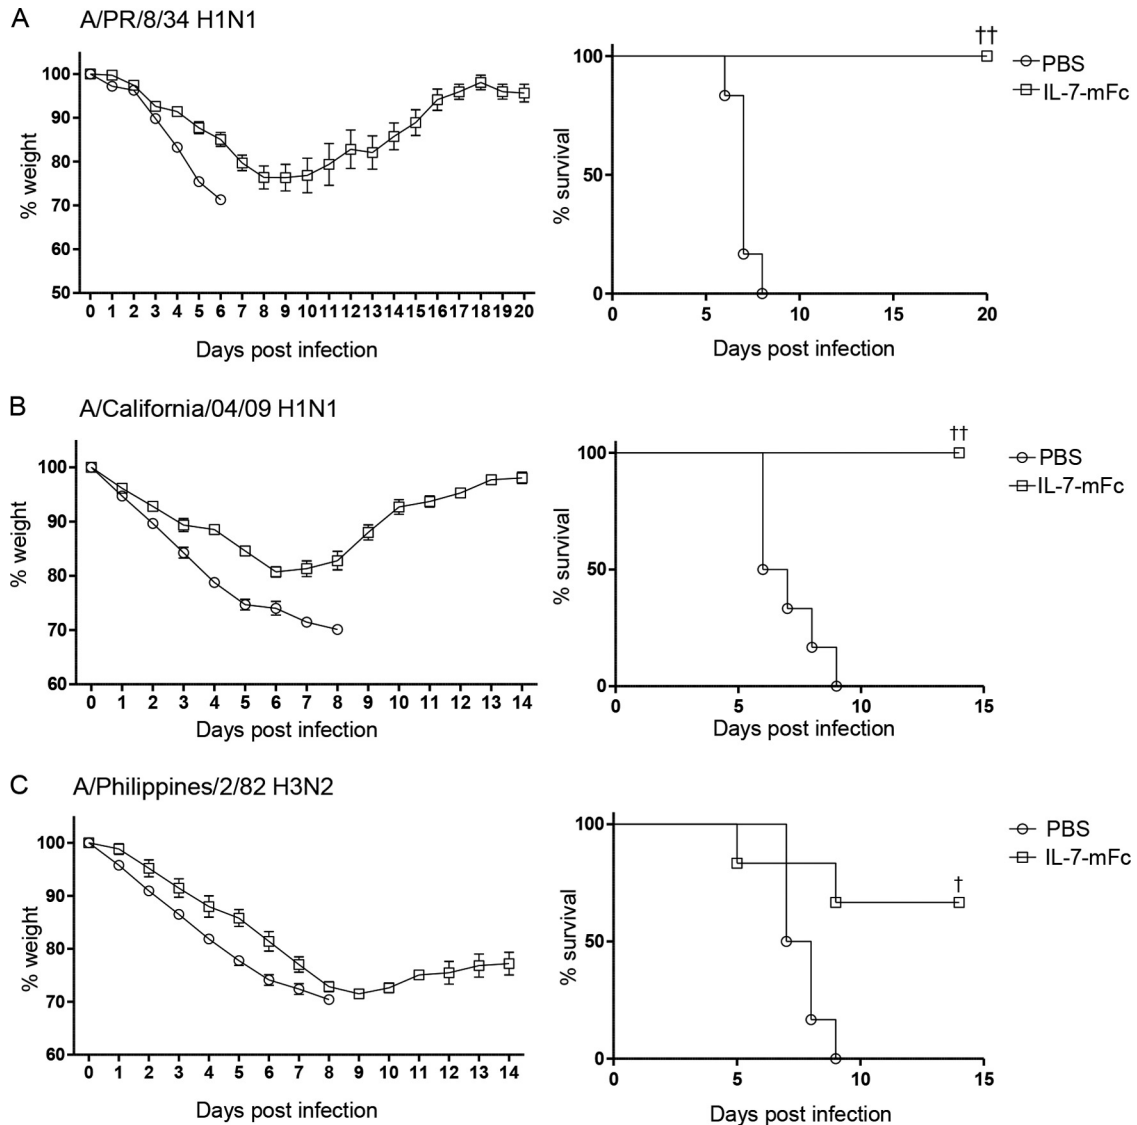 A A/PR/8/34 H1N1
% weight
100
90
80
70
60
50
0 1 2 3 4 5 6 7 8 9 10 11 12 13 14 15 16 17 18 19 20
Days post infection
% survival
100
50
0
0 5 10 15 20
Days post infection
††
PBS
IL-7-mFc
B A/California/04/09 H1N1
% weight
100
90
80
70
60
0 1 2 3 4 5 6 7 8 9 10 11 12 13 14
Days post infection
% survival
100
50
0
0 5 10 15
Days post infection
††
PBS
IL-7-mFc
C A/Philippines/2/82 H3N2
% weight
100
90
80
70
60
0 1 2 3 4 5 6 7 8 9 10 11 12 13 14
Days post infection
% survival
100
50
0
0 5 10 15
Days post infection
†
PBS
IL-7-mFc